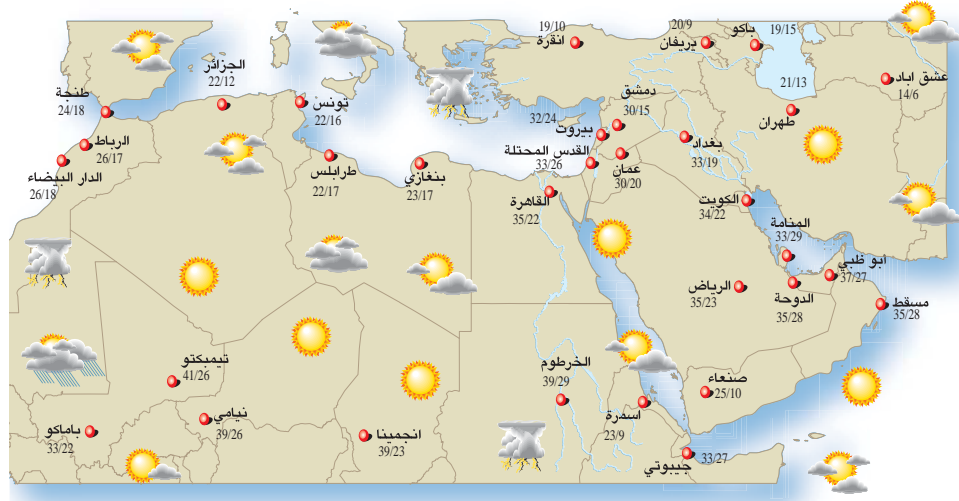 19/10
انقرة
20/9
يريفان
باكو
19/15
21/13
عشق اباد
14/6
طهران
الجزائر
22/12
طنجة
24/18
تونس
22/16
دمشق
30/15
32/24
بيروت
بغداد
33/19
الرباط
26/17
الدار البيضاء
26/18
طرابلس
22/17
بنغازي
23/17
القدس المحتلة
33/26
عمان
30/20
القاهرة
35/22
الكويت
34/22
المنامة
33/29
ابو ظبي
37/27
الرياض
35/23
الدوحة
35/28
مسقط
35/28
تيمبكتو
41/26
الخرطوم
39/29
صنعاء
25/10
اسمرة
23/9
باماكو
33/22
نيامي
39/26
انجمينا
39/23
جيبوتي
33/27